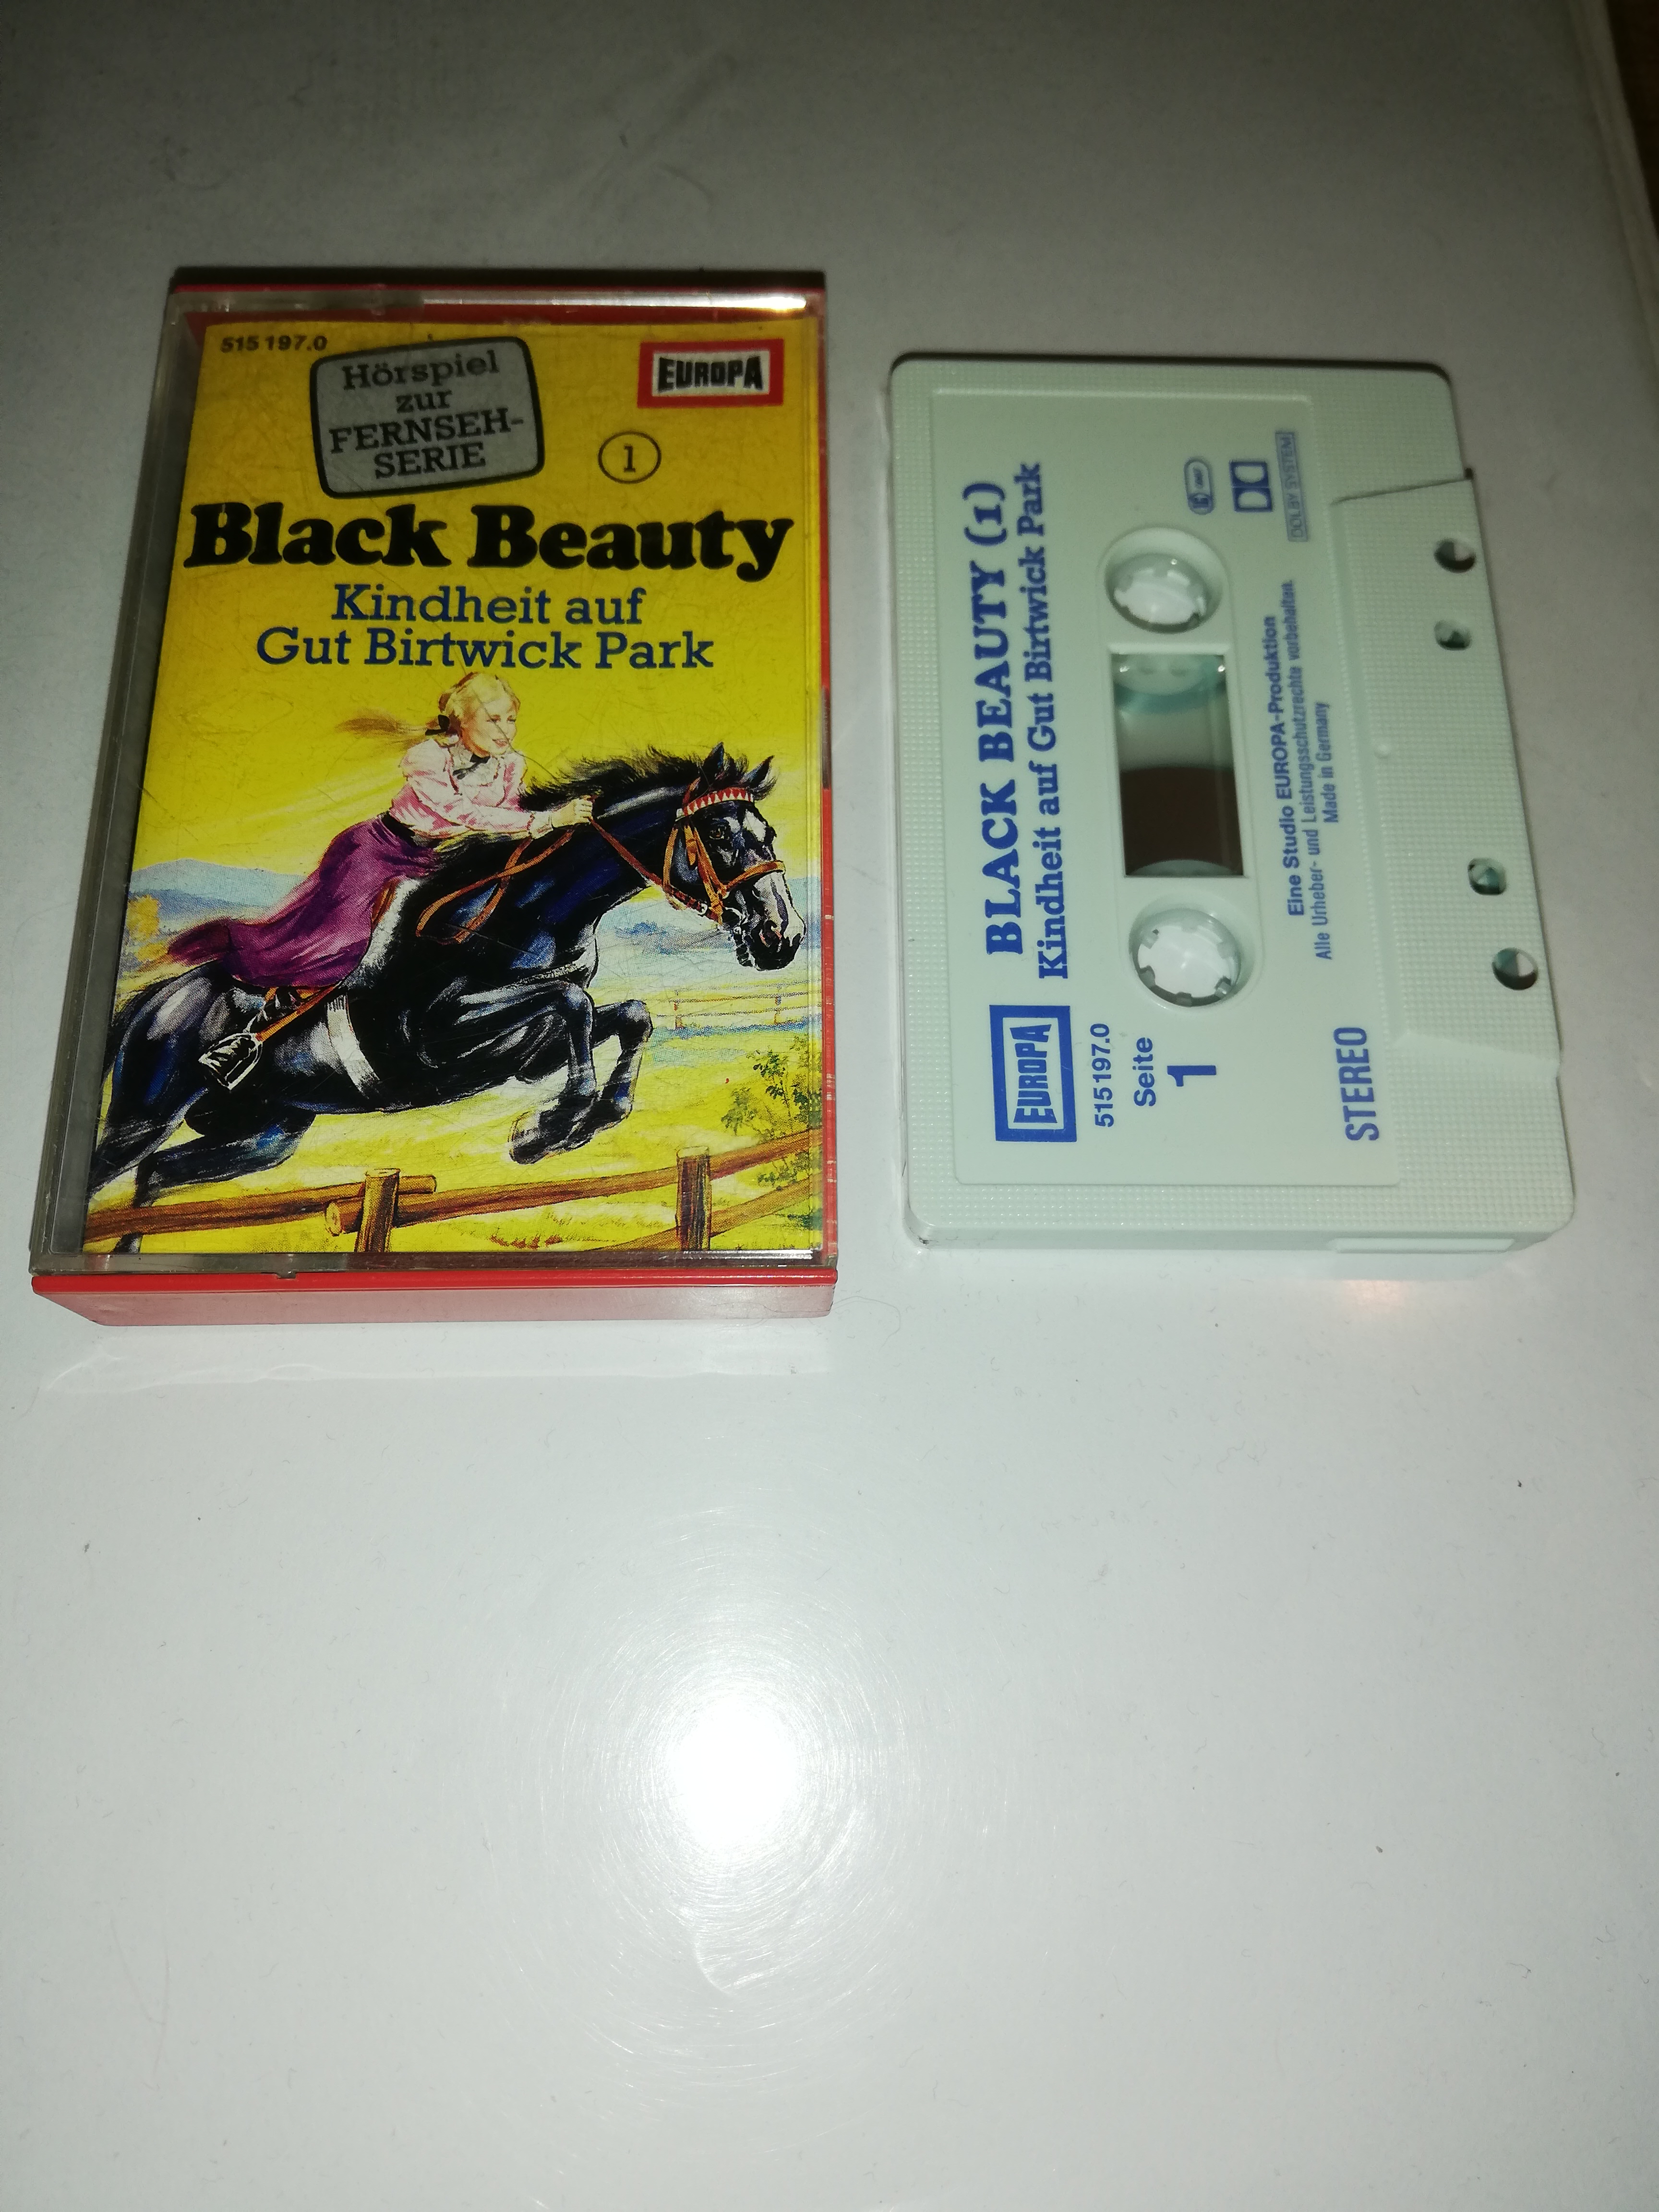 515 197.0
Hörspiel
zur
FERNSEH-
SERIE
EUROPA
1
Black Beauty
Kindheit auf
Gut Birtwick Park
BLACK BEAUTY (1)
Kindheit auf Gut Birtwick Park
EUROPA
515197.0
Seite
1
DOLBY SYSTEM
Eine Studio EUROPA-Produktion
Alle Urheber- und Leistungsschutzrechte vorbehalten
Made in Germany
STEREO